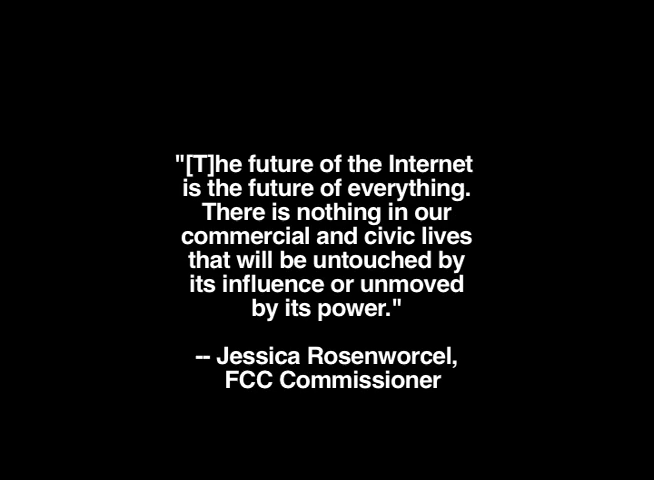 "[T]he future of the Internet
is the future of everything.
There is nothing in our
commercial and civic lives
that will be untouched by
its influence or unmoved
by its power."
-- Jessica Rosenworcel,
FCC Commissioner